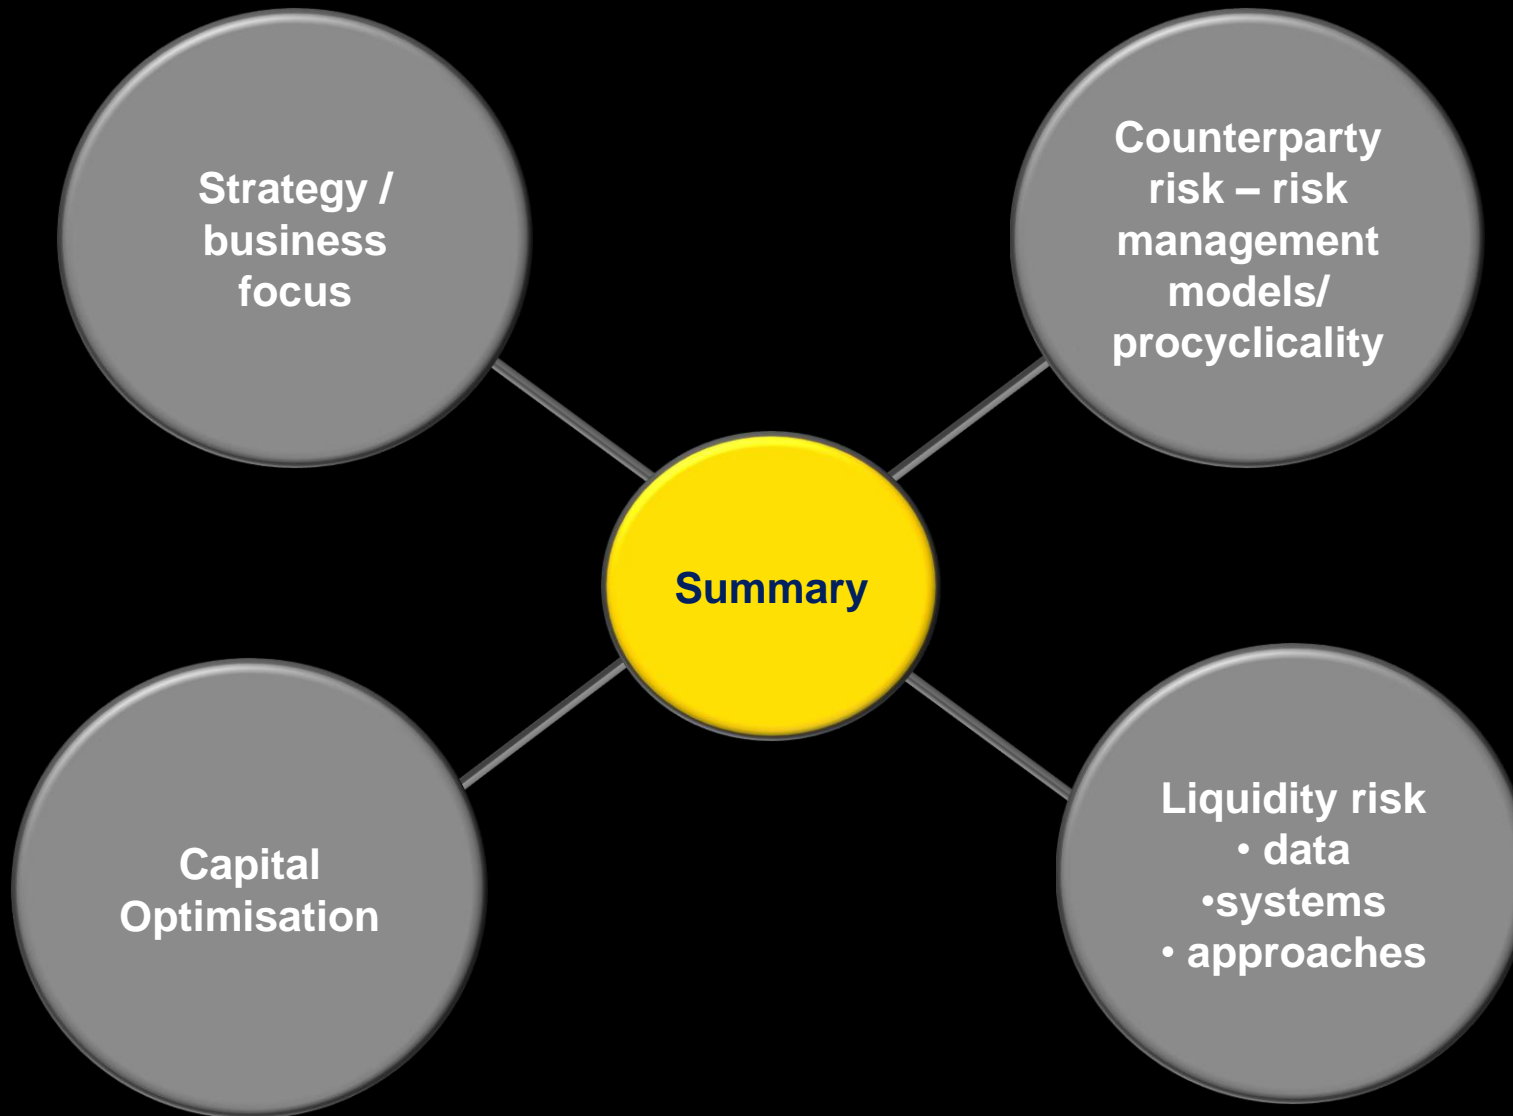 Strategy /
business
focus
Counterparty
risk – risk
management
models/
procyclicality
Summary
Capital
Optimisation
Liquidity risk
• data
•systems
• approaches